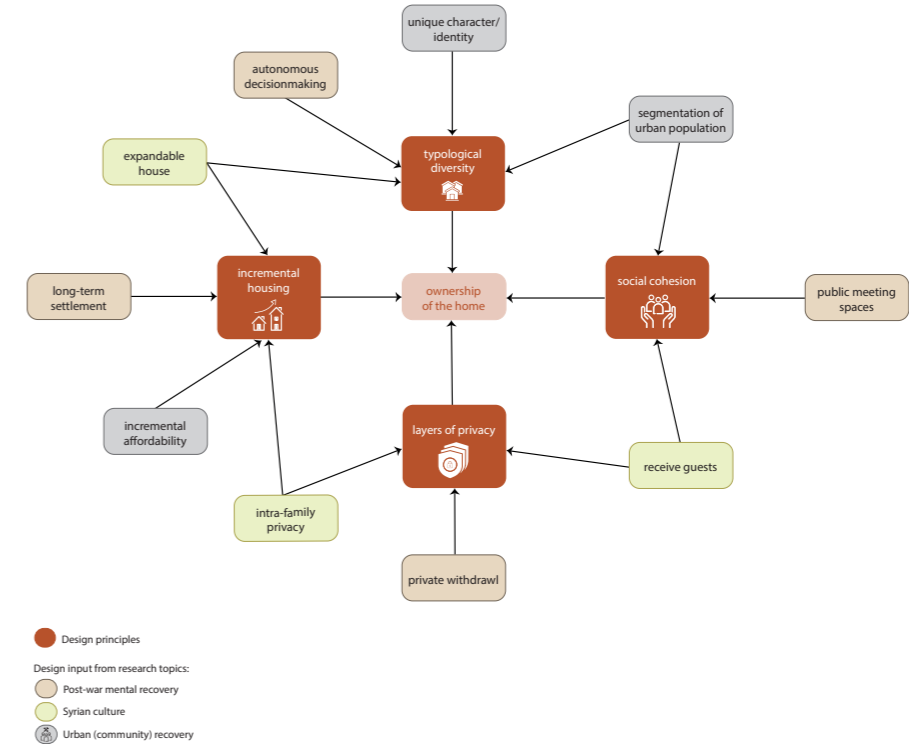 unique character/
identity
autonomous
decisionmaking
segmentation of
urban population
typological
diversity
expandable
house
incremental
housing
ownership
of the home
social cohesion
long-term
settlement
public meeting
spaces
layers of privacy
incremental
affordability
receive guests
intra-family
privacy
private withdrawl
Design principles
Design input from research topics:
Post-war mental recovery
Syrian culture
Urban (community) recovery